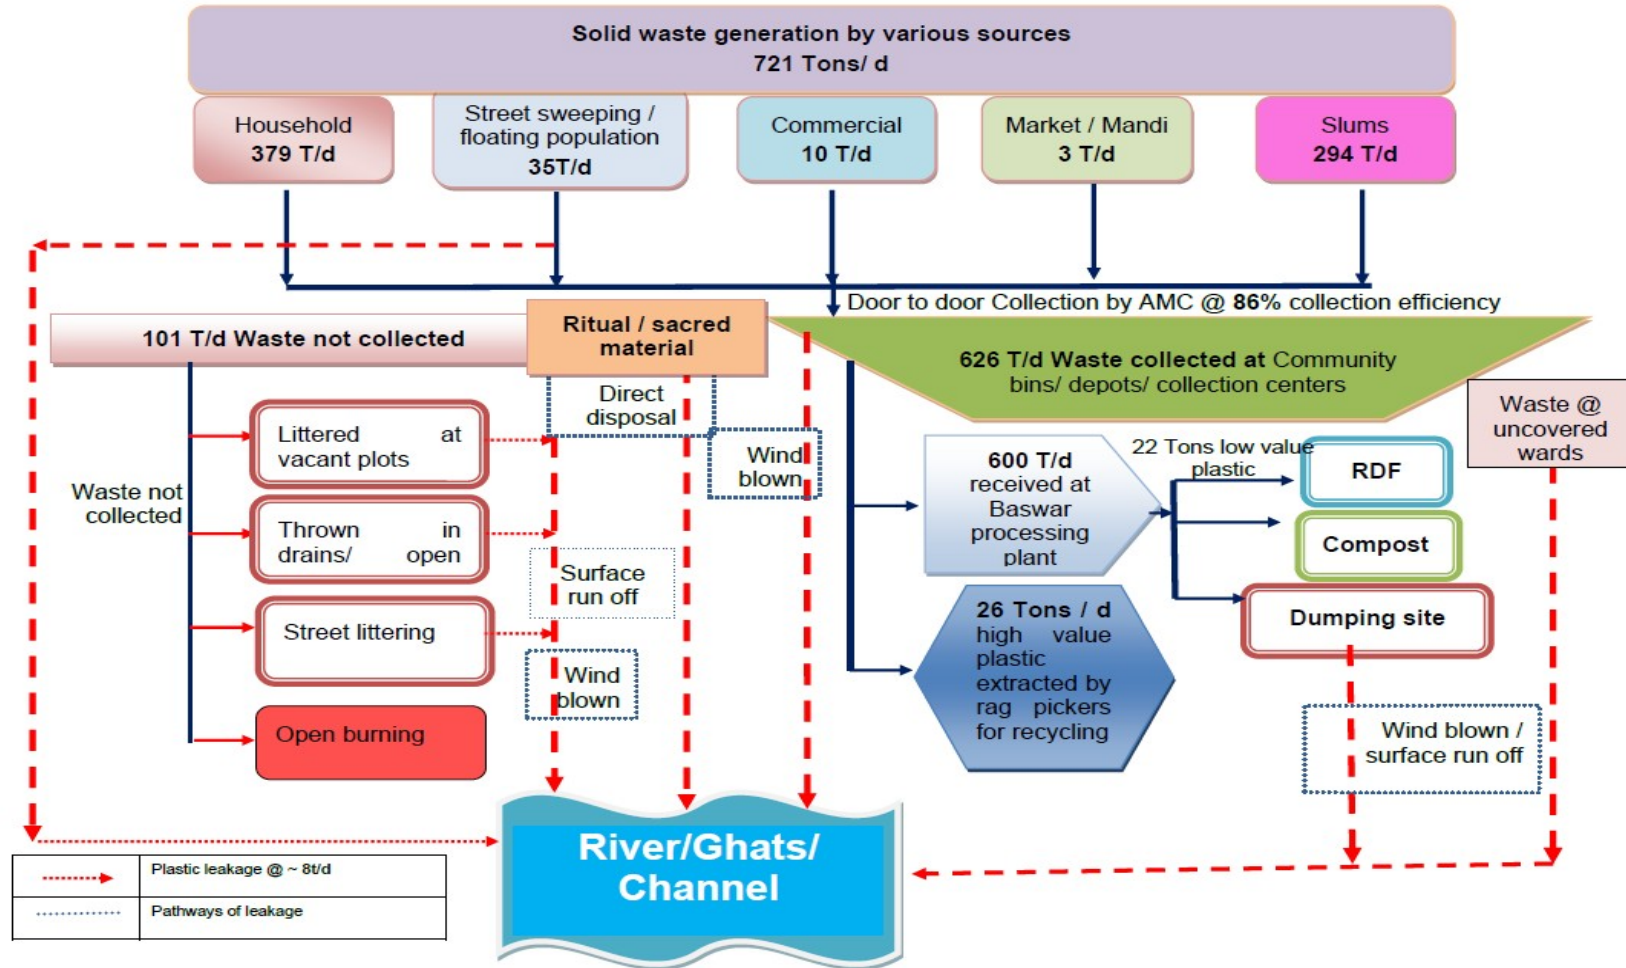 Solid waste generation by various sources
721 Tons/ d
Household
379 T/d
Street sweeping /
floating population
35T/d
Commercial
10 T/d
Market / Mandi
3 T/d
Slums
294 T/d
Door to door Collection by AMC @ 86% collection efficiency
101 T/d Waste not collected
Ritual / sacred
material
626 T/d Waste collected at Community
bins/ depots/ collection centers
Waste @
uncovered
wards
Direct
disposal
Wind
blown
Waste not
collected
Littered at
vacant plots
Thrown in
drains/ open
Street littering
Open burning
Surface
run off
Wind
blown
600 T/d
received at
Baswar
processing
plant
22 Tons low value
plastic
RDF
Compost
Dumping site
26 Tons / d
high value
plastic
extracted by
rag pickers
for recycling
Wind blown /
surface run off
River/Ghats/
Channel
Plastic leakage @ ~ 8t/d
Pathways of leakage